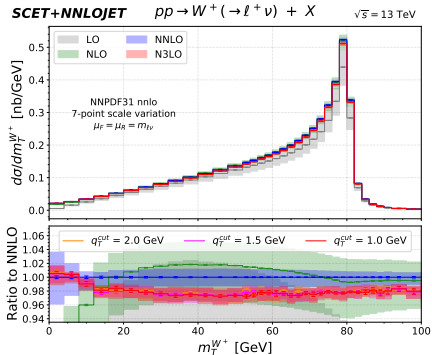 SCET+NNLOJET pp → W⁺(→ ℓ⁺ν) + X √s = 13 TeV
dσ/dm_T^{W⁺} [nb/GeV]
0.5
0.4
0.3
0.2
0.1
0.0
LO NNLO
NLO N3LO
NNPDF31 nnlo
7-point scale variation
μ_F = μ_R = m_{ℓν}
Ratio to NNLO
1.06
1.04
1.02
1.00
0.98
0.96
0.94
q_T^{cut} = 2.0 GeV q_T^{cut} = 1.5 GeV q_T^{cut} = 1.0 GeV
0 20 40 60 80 100
m_T^{W⁺} [GeV]